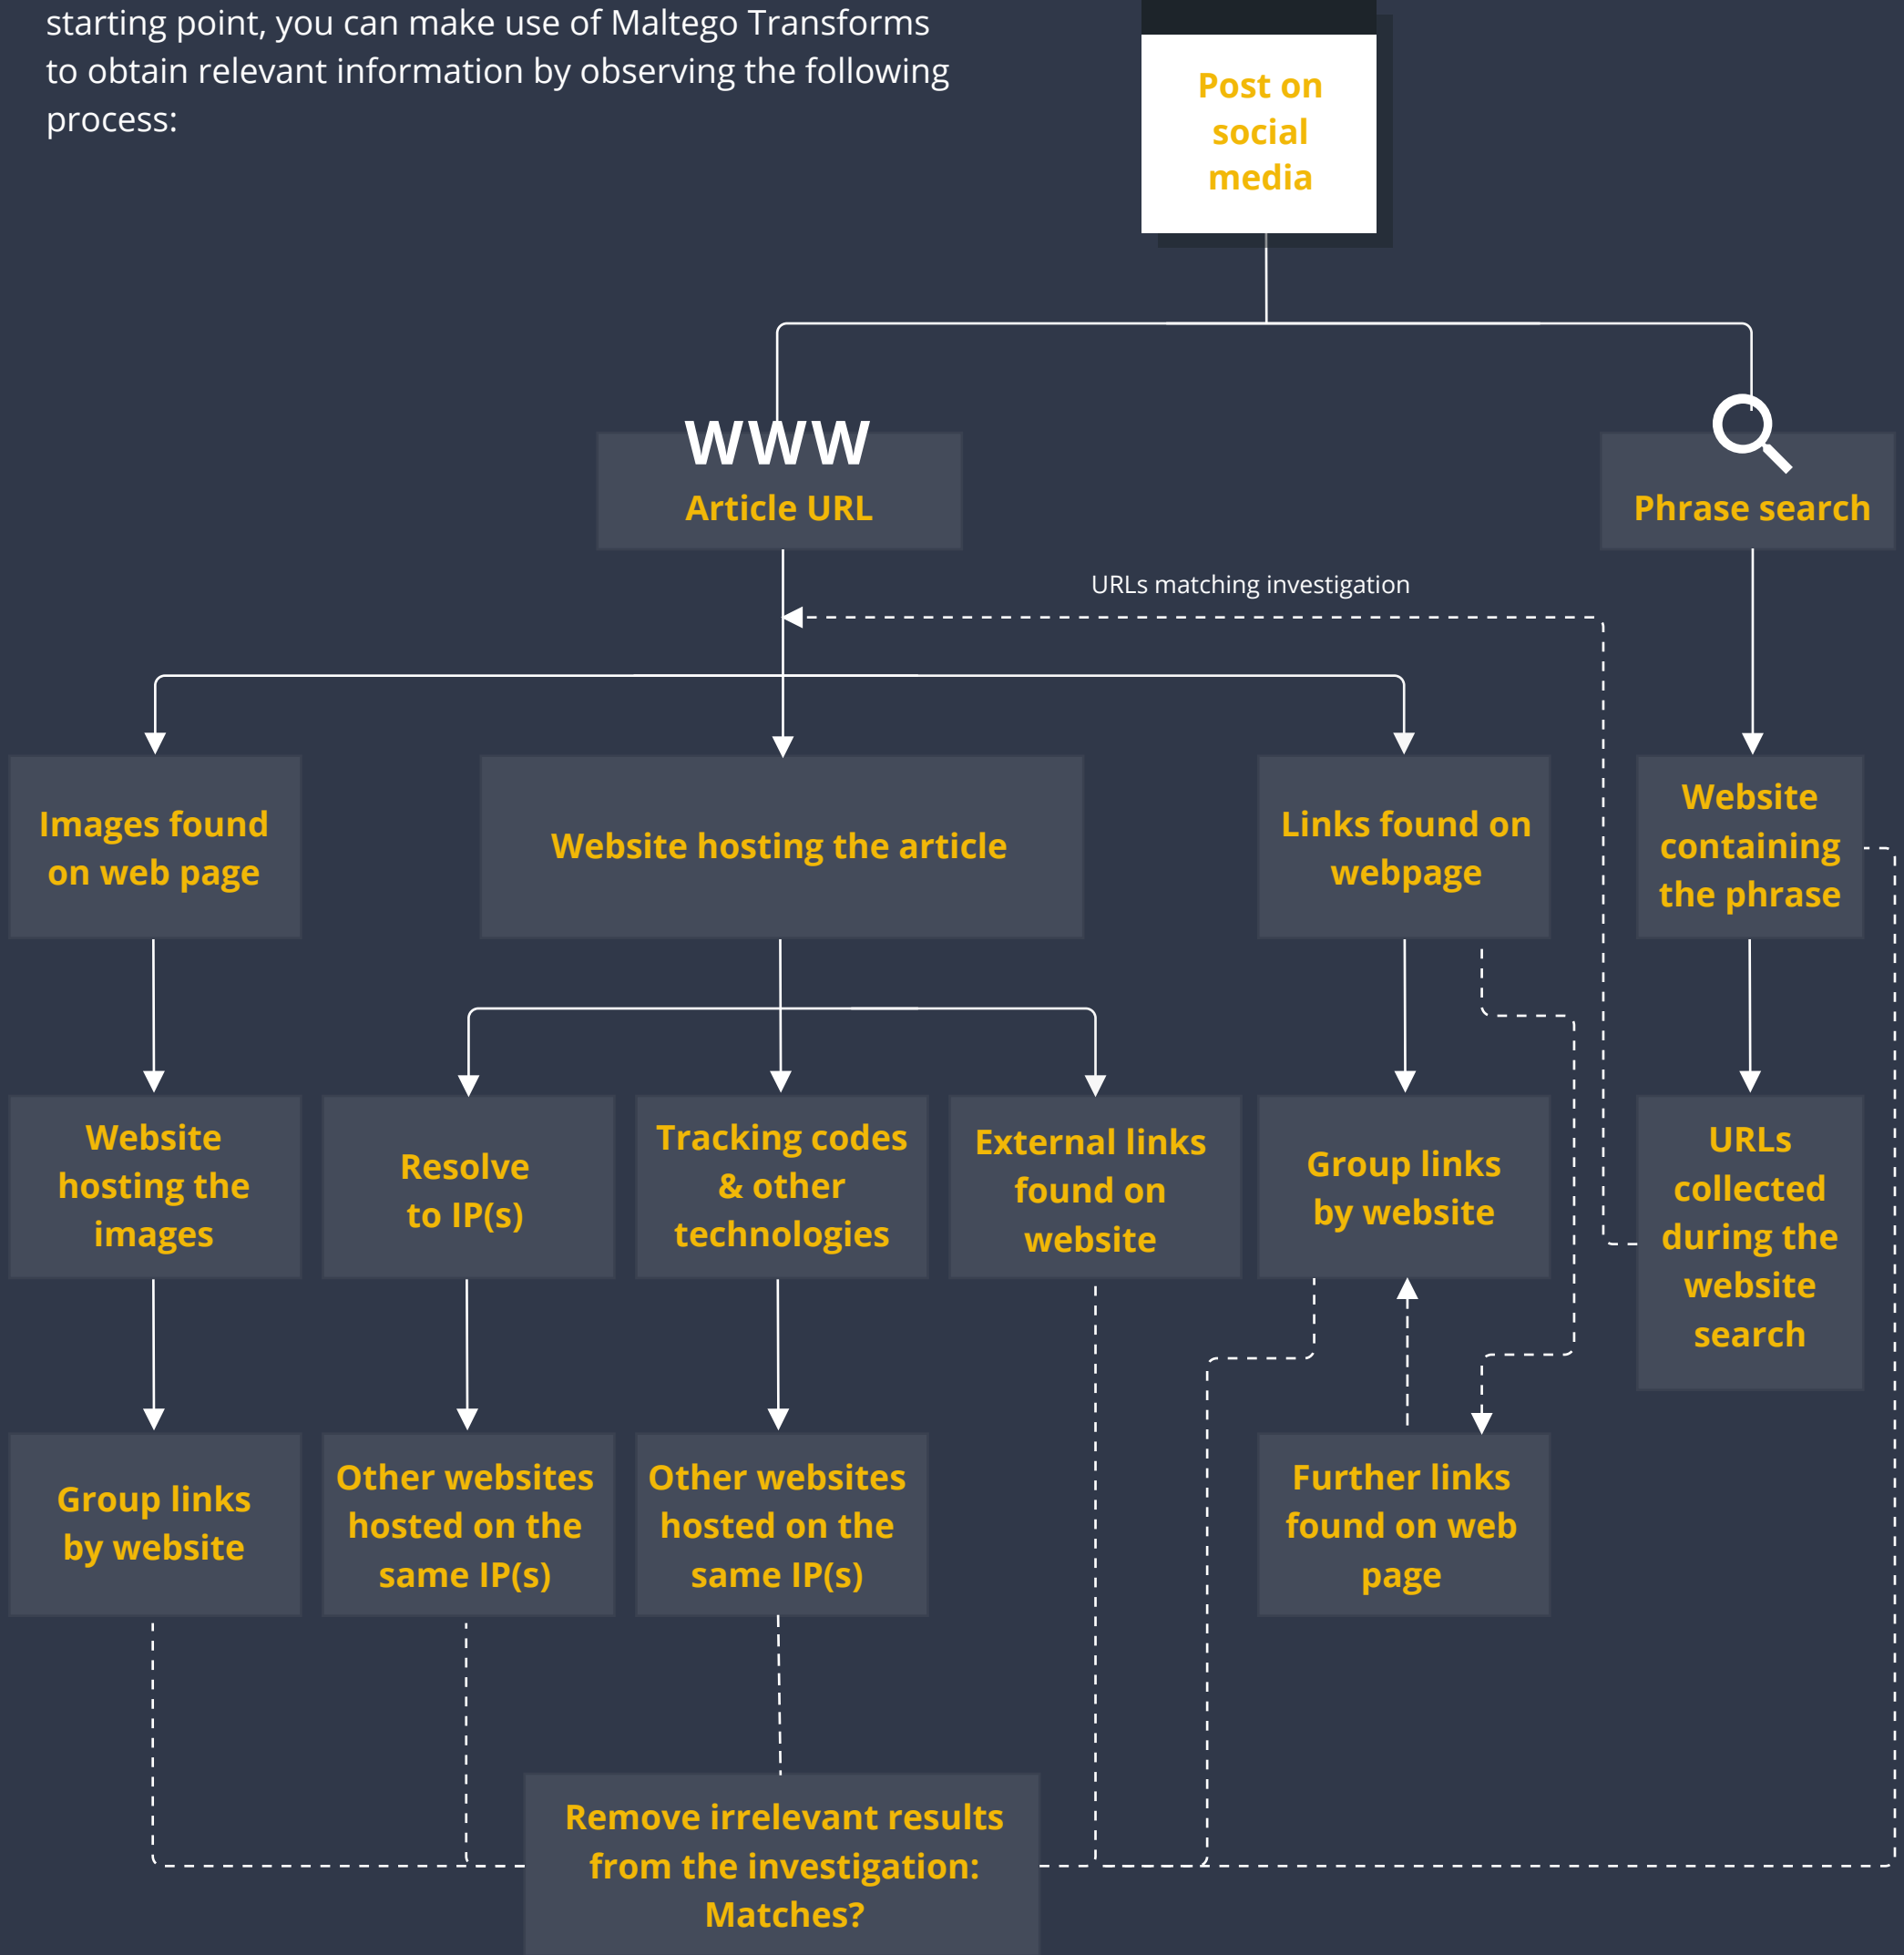 starting point, you can make use of Maltego Transforms
to obtain relevant information by observing the following
process:
Post on
social
media
WWW
Article URL
Phrase search
URLs matching investigation
Images found
on web page
Website hosting the article
Links found on
webpage
Website
containing
the phrase
Website
hosting the
images
Resolve
to IP(s)
Tracking codes
& other
technologies
External links
found on
website
Group links
by website
URLs
collected
during the
website
search
Group links
by website
Other websites
hosted on the
same IP(s)
Other websites
hosted on the
same IP(s)
Further links
found on web
page
Remove irrelevant results
from the investigation:
Matches?